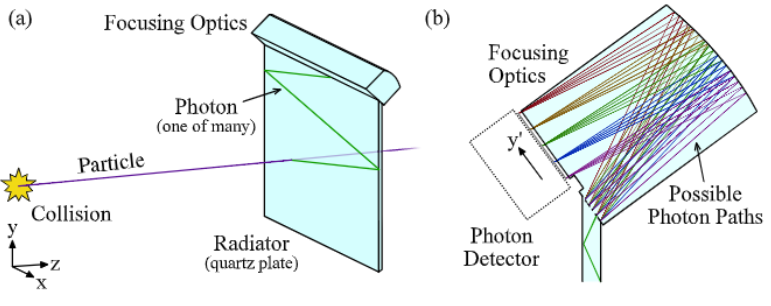 (a)
Focusing Optics
Photon
(one of many)
Particle
Collision
y
z
x
Radiator
(quartz plate)
(b)
Focusing
Optics
y'
Possible
Photon Paths
Photon
Detector